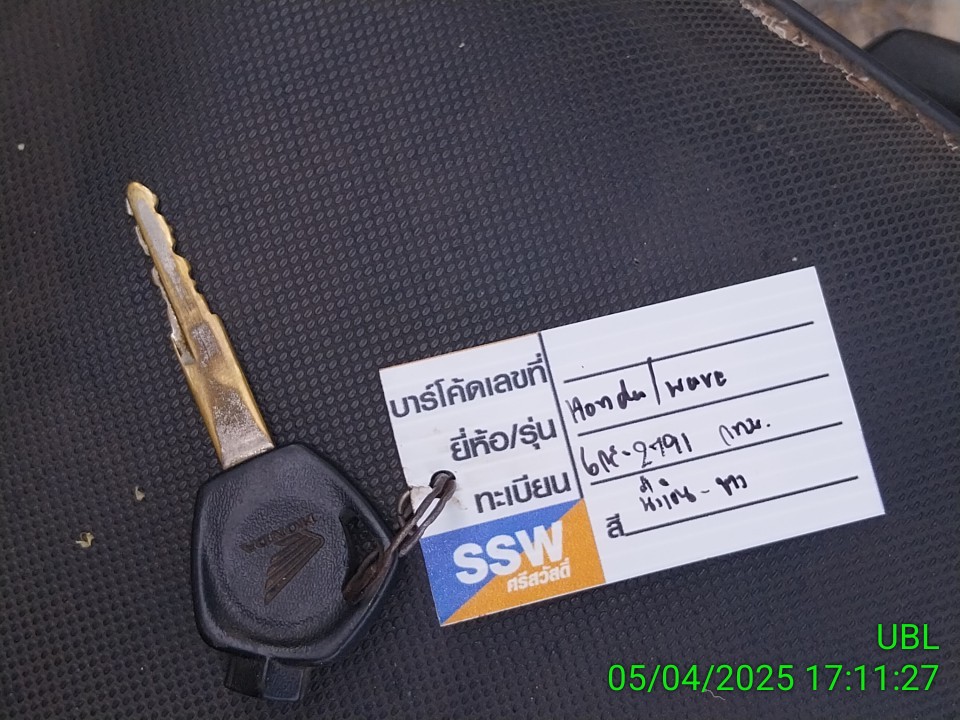 บาร์โค้ดเลขที่
ยี่ห้อ/รุ่น Honda/wave
ทะเบียน 2791 กทม.
สี น้ำเงิน-ขาว
SSW
ศรีสวัสดิ์
HONDA
UBL
05/04/2025 17:11:27